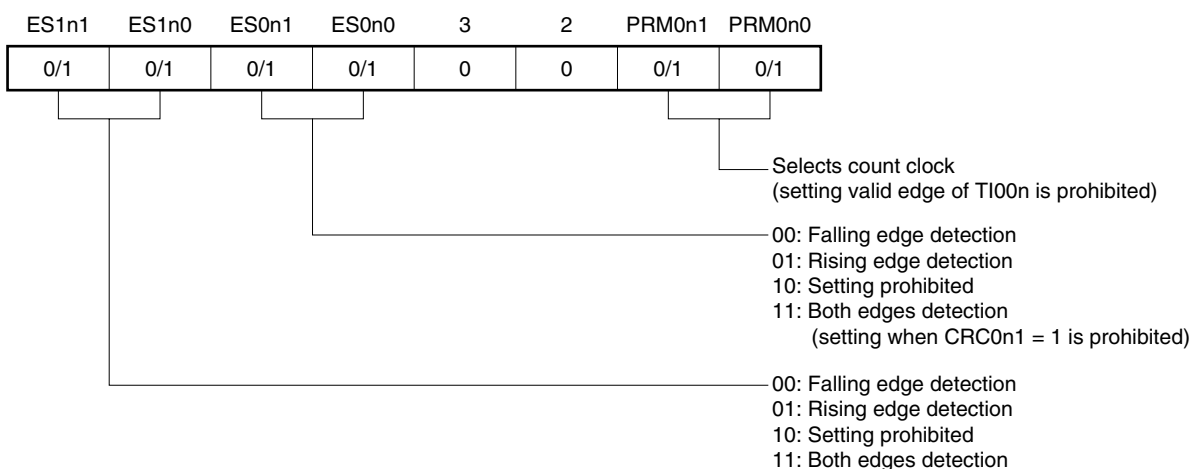 ES1n1 ES1n0 ES0n1 ES0n0 3 2 PRM0n1 PRM0n0
0/1 0/1 0/1 0/1 0 0 0/1 0/1
Selects count clock
(setting valid edge of TI00n is prohibited)
00: Falling edge detection
01: Rising edge detection
10: Setting prohibited
11: Both edges detection
(setting when CRC0n1 = 1 is prohibited)
00: Falling edge detection
01: Rising edge detection
10: Setting prohibited
11: Both edges detection